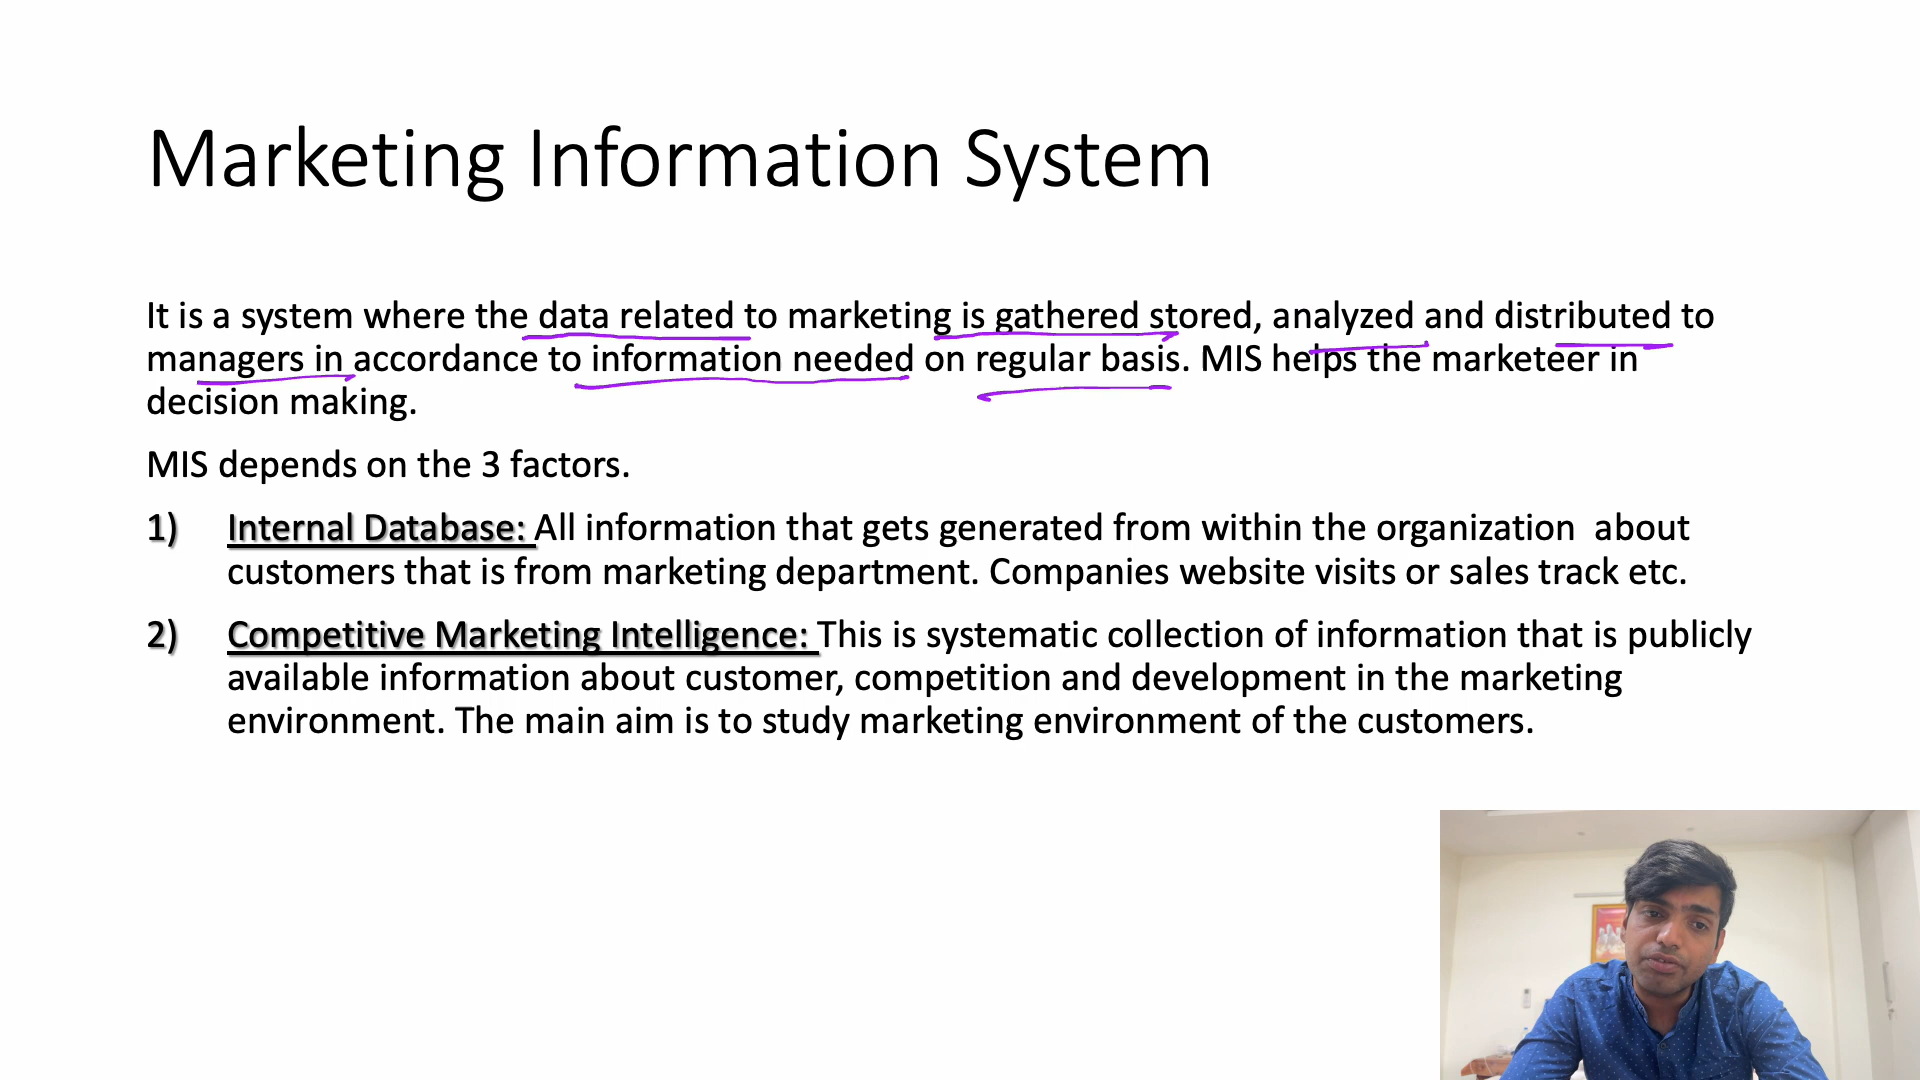 Marketing Information System
It is a system where the data related to marketing is gathered stored, analyzed and distributed to
managers in accordance to information needed on regular basis. MIS helps the marketeer in
decision making.
MIS depends on the 3 factors.
1) Internal Database: All information that gets generated from within the organization  about
customers that is from marketing department. Companies website visits or sales track etc.
2) Competitive Marketing Intelligence: This is systematic collection of information that is publicly
available information about customer, competition and development in the marketing
environment. The main aim is to study marketing environment of the customers.